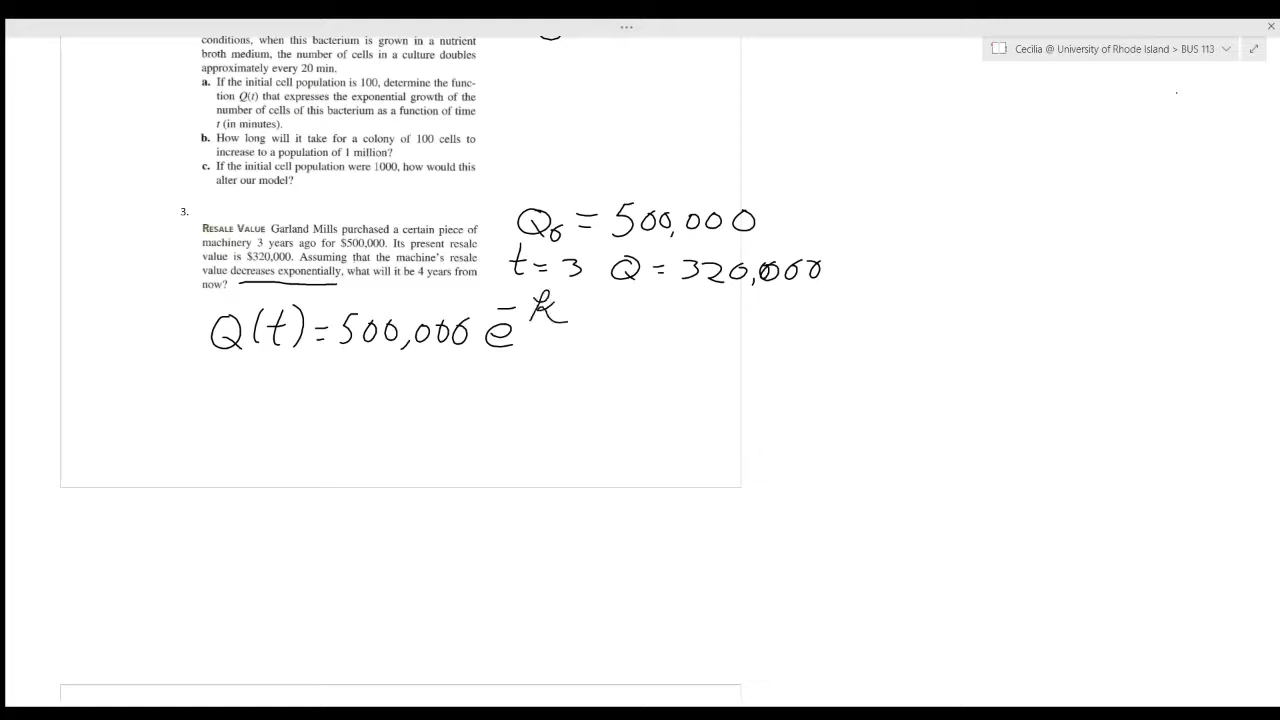 Cecilia @ University of Rhode Island > BUS 113
conditions, when this bacterium is grown in a nutrient
broth medium, the number of cells in a culture doubles
approximately every 20 min.
a. If the initial cell population is 100, determine the func-
tion Q(t) that expresses the exponential growth of the
number of cells of this bacterium as a function of time
t (in minutes).
b. How long will it take for a colony of 100 cells to
increase to a population of 1 million?
c. If the initial cell population were 1000, how would this
alter our model?
3.
RESALE VALUE Garland Mills purchased a certain piece of
machinery 3 years ago for $500,000. Its present resale
value is $320,000. Assuming that the machine's resale
value decreases exponentially, what will it be 4 years from
now?
Q₀ = 500,000
t = 3 Q = 320,000
Q(t) = 500,000 e^-k